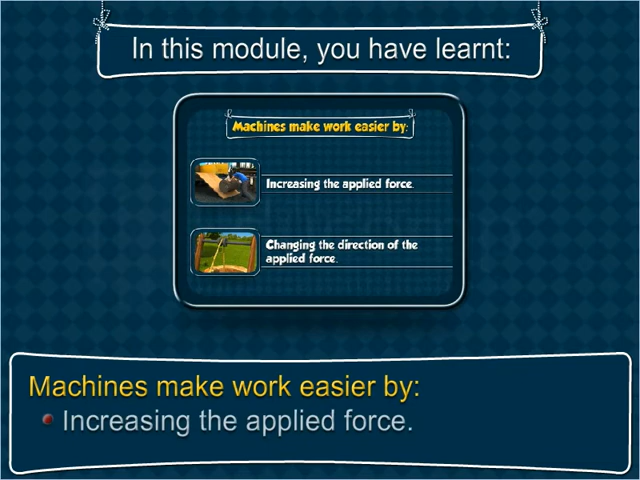 In this module, you have learnt:
Machines make work easier by:
Increasing the applied force.
Changing the direction of the
applied force.
Machines make work easier by:
Increasing the applied force.